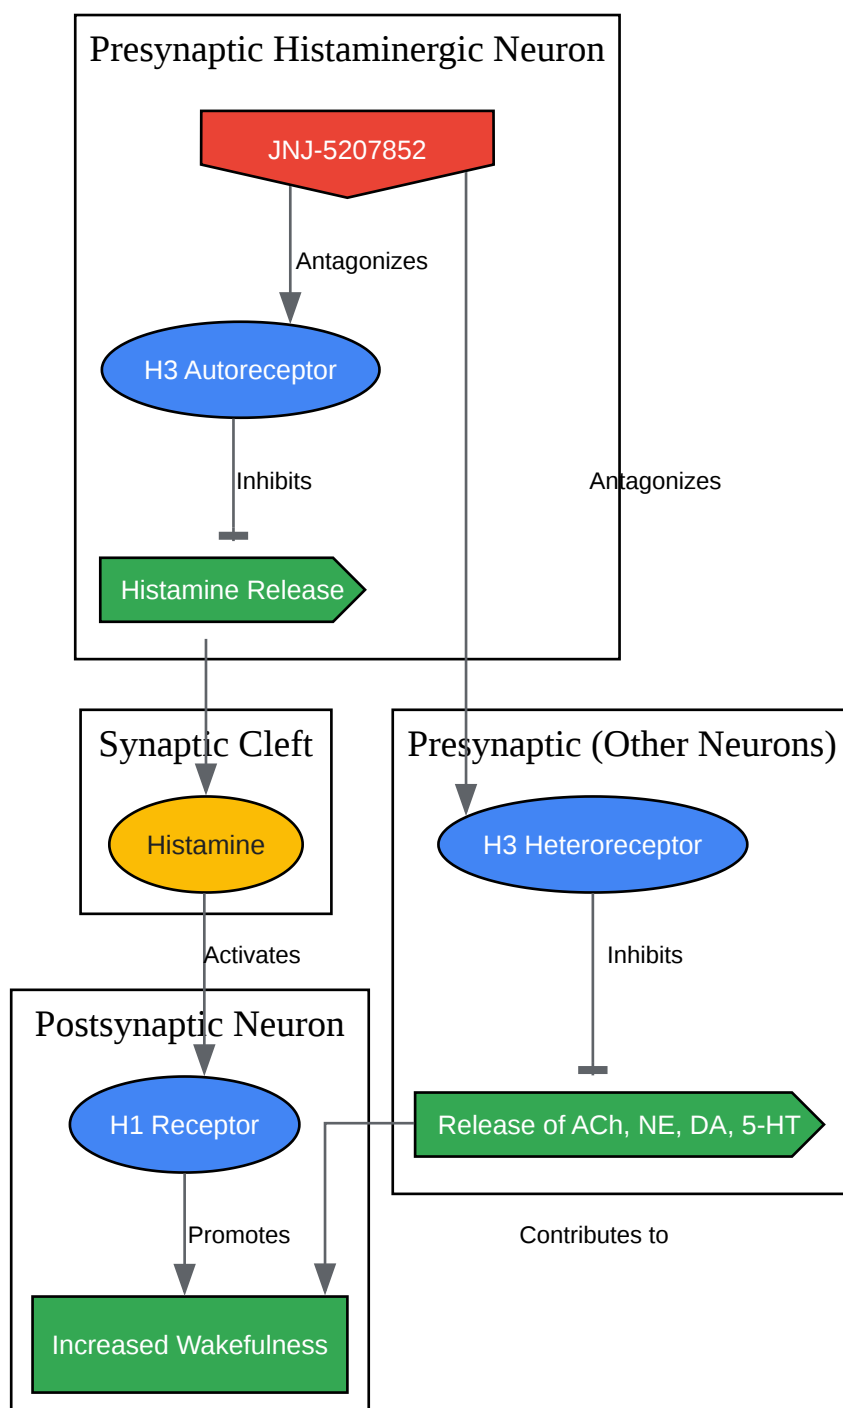 Presynaptic Histaminergic Neuron
JNJ-5207852
Antagonizes
H3 Autoreceptor
Inhibits
Antagonizes
Histamine Release
Synaptic Cleft
Presynaptic (Other Neurons)
Histamine
H3 Heteroreceptor
Activates
Inhibits
Postsynaptic Neuron
H1 Receptor
Release of ACh, NE, DA, 5-HT
Promotes
Contributes to
Increased Wakefulness